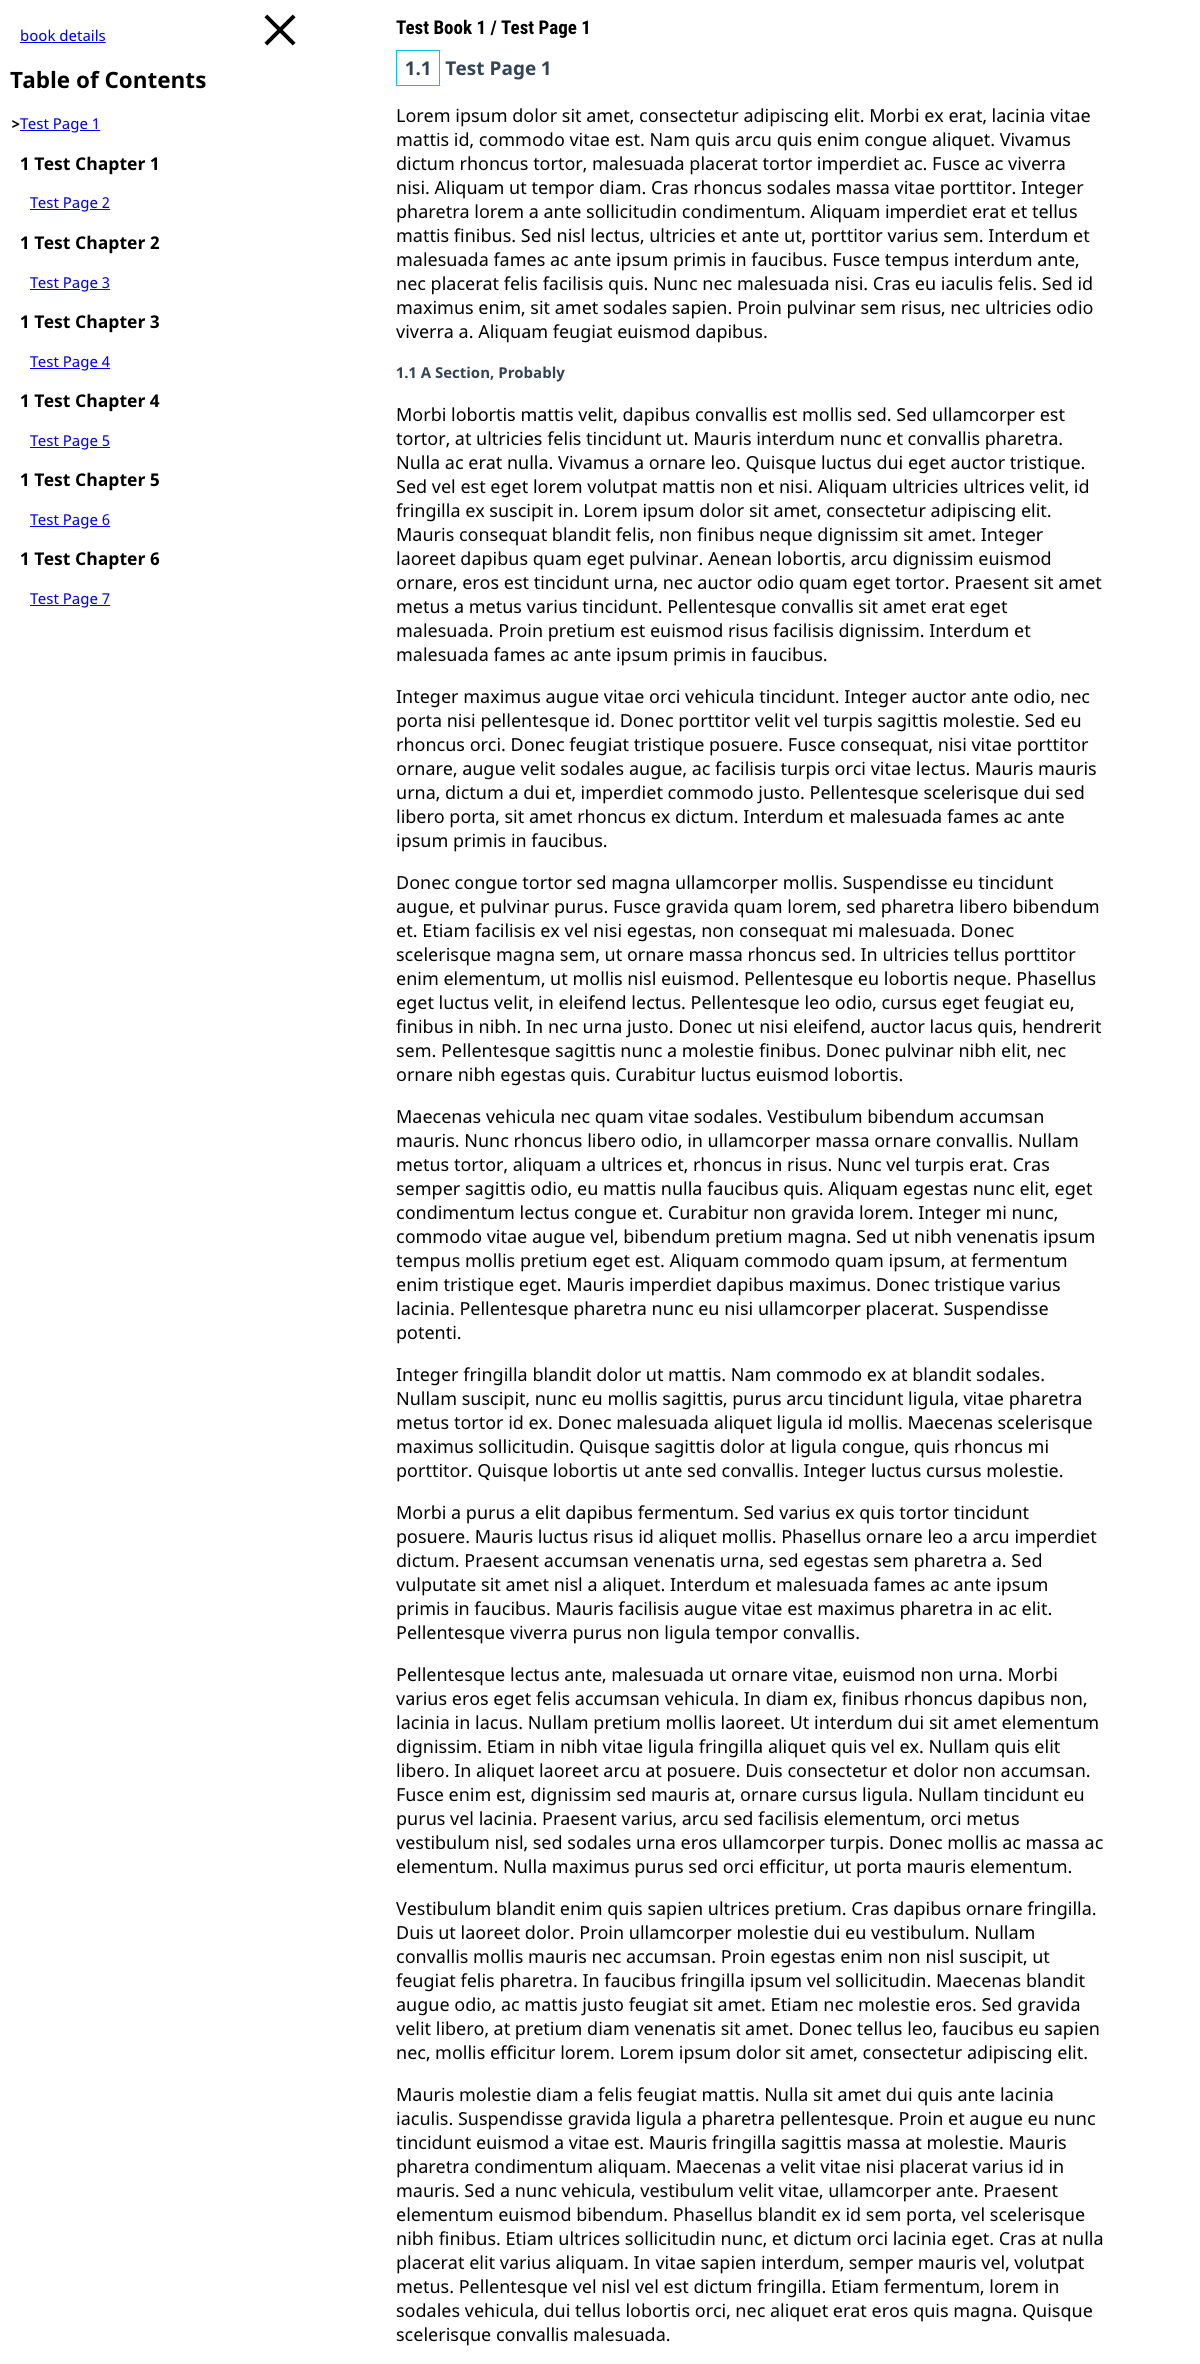 book details
Table of Contents
>Test Page 1
1 Test Chapter 1
Test Page 2
1 Test Chapter 2
Test Page 3
1 Test Chapter 3
Test Page 4
1 Test Chapter 4
Test Page 5
1 Test Chapter 5
Test Page 6
1 Test Chapter 6
Test Page 7
Test Book 1 / Test Page 1
1.1 Test Page 1
Lorem ipsum dolor sit amet, consectetur adipiscing elit. Morbi ex erat, lacinia vitae
mattis id, commodo vitae est. Nam quis arcu quis enim congue aliquet. Vivamus
dictum rhoncus tortor, malesuada placerat tortor imperdiet ac. Fusce ac viverra
nisi. Aliquam ut tempor diam. Cras rhoncus sodales massa vitae porttitor. Integer
pharetra lorem a ante sollicitudin condimentum. Aliquam imperdiet erat et tellus
mattis finibus. Sed nisl lectus, ultricies et ante ut, porttitor varius sem. Interdum et
malesuada fames ac ante ipsum primis in faucibus. Fusce tempus interdum ante,
nec placerat felis facilisis quis. Nunc nec malesuada nisi. Cras eu iaculis felis. Sed id
maximus enim, sit amet sodales sapien. Proin pulvinar sem risus, nec ultricies odio
viverra a. Aliquam feugiat euismod dapibus.
1.1 A Section, Probably
Morbi lobortis mattis velit, dapibus convallis est mollis sed. Sed ullamcorper est
tortor, at ultricies felis tincidunt ut. Mauris interdum nunc et convallis pharetra.
Nulla ac erat nulla. Vivamus a ornare leo. Quisque luctus dui eget auctor tristique.
Sed vel est eget lorem volutpat mattis non et nisi. Aliquam ultricies ultrices velit, id
fringilla ex suscipit in. Lorem ipsum dolor sit amet, consectetur adipiscing elit.
Mauris consequat blandit felis, non finibus neque dignissim sit amet. Integer
laoreet dapibus quam eget pulvinar. Aenean lobortis, arcu dignissim euismod
ornare, eros est tincidunt urna, nec auctor odio quam eget tortor. Praesent sit amet
metus a metus varius tincidunt. Pellentesque convallis sit amet erat eget
malesuada. Proin pretium est euismod risus facilisis dignissim. Interdum et
malesuada fames ac ante ipsum primis in faucibus.
Integer maximus augue vitae orci vehicula tincidunt. Integer auctor ante odio, nec
porta nisi pellentesque id. Donec porttitor velit vel turpis sagittis molestie. Sed eu
rhoncus orci. Donec feugiat tristique posuere. Fusce consequat, nisi vitae porttitor
ornare, augue velit sodales augue, ac facilisis turpis orci vitae lectus. Mauris mauris
urna, dictum a dui et, imperdiet commodo justo. Pellentesque scelerisque dui sed
libero porta, sit amet rhoncus ex dictum. Interdum et malesuada fames ac ante
ipsum primis in faucibus.
Donec congue tortor sed magna ullamcorper mollis. Suspendisse eu tincidunt
augue, et pulvinar purus. Fusce gravida quam lorem, sed pharetra libero bibendum
et. Etiam facilisis ex vel nisi egestas, non consequat mi malesuada. Donec
scelerisque magna sem, ut ornare massa rhoncus sed. In ultricies tellus porttitor
enim elementum, ut mollis nisl euismod. Pellentesque eu lobortis neque. Phasellus
eget luctus velit, in eleifend lectus. Pellentesque leo odio, cursus eget feugiat eu,
finibus in nibh. In nec urna justo. Donec ut nisi eleifend, auctor lacus quis, hendrerit
sem. Pellentesque sagittis nunc a molestie finibus. Donec pulvinar nibh elit, nec
ornare nibh egestas quis. Curabitur luctus euismod lobortis.
Maecenas vehicula nec quam vitae sodales. Vestibulum bibendum accumsan
mauris. Nunc rhoncus libero odio, in ullamcorper massa ornare convallis. Nullam
metus tortor, aliquam a ultrices et, rhoncus in risus. Nunc vel turpis erat. Cras
semper sagittis odio, eu mattis nulla faucibus quis. Aliquam egestas nunc elit, eget
condimentum lectus congue et. Curabitur non gravida lorem. Integer mi nunc,
commodo vitae augue vel, bibendum pretium magna. Sed ut nibh venenatis ipsum
tempus mollis pretium eget est. Aliquam commodo quam ipsum, at fermentum
enim tristique eget. Mauris imperdiet dapibus maximus. Donec tristique varius
lacinia. Pellentesque pharetra nunc eu nisi ullamcorper placerat. Suspendisse
potenti.
Integer fringilla blandit dolor ut mattis. Nam commodo ex at blandit sodales.
Nullam suscipit, nunc eu mollis sagittis, purus arcu tincidunt ligula, vitae pharetra
metus tortor id ex. Donec malesuada aliquet ligula id mollis. Maecenas scelerisque
maximus sollicitudin. Quisque sagittis dolor at ligula congue, quis rhoncus mi
porttitor. Quisque lobortis ut ante sed convallis. Integer luctus cursus molestie.
Morbi a purus a elit dapibus fermentum. Sed varius ex quis tortor tincidunt
posuere. Mauris luctus risus id aliquet mollis. Phasellus ornare leo a arcu imperdiet
dictum. Praesent accumsan venenatis urna, sed egestas sem pharetra a. Sed
vulputate sit amet nisl a aliquet. Interdum et malesuada fames ac ante ipsum
primis in faucibus. Mauris facilisis augue vitae est maximus pharetra in ac elit.
Pellentesque viverra purus non ligula tempor convallis.
Pellentesque lectus ante, malesuada ut ornare vitae, euismod non urna. Morbi
varius eros eget felis accumsan vehicula. In diam ex, finibus rhoncus dapibus non,
lacinia in lacus. Nullam pretium mollis laoreet. Ut interdum dui sit amet elementum
dignissim. Etiam in nibh vitae ligula fringilla aliquet quis vel ex. Nullam quis elit
libero. In aliquet laoreet arcu at posuere. Duis consectetur et dolor non accumsan.
Fusce enim est, dignissim sed mauris at, ornare cursus ligula. Nullam tincidunt eu
purus vel lacinia. Praesent varius, arcu sed facilisis elementum, orci metus
vestibulum nisl, sed sodales urna eros ullamcorper turpis. Donec mollis ac massa ac
elementum. Nulla maximus purus sed orci efficitur, ut porta mauris elementum.
Vestibulum blandit enim quis sapien ultrices pretium. Cras dapibus ornare fringilla.
Duis ut laoreet dolor. Proin ullamcorper molestie dui eu vestibulum. Nullam
convallis mollis mauris nec accumsan. Proin egestas enim non nisl suscipit, ut
feugiat felis pharetra. In faucibus fringilla ipsum vel sollicitudin. Maecenas blandit
augue odio, ac mattis justo feugiat sit amet. Etiam nec molestie eros. Sed gravida
velit libero, at pretium diam venenatis sit amet. Donec tellus leo, faucibus eu sapien
nec, mollis efficitur lorem. Lorem ipsum dolor sit amet, consectetur adipiscing elit.
Mauris molestie diam a felis feugiat mattis. Nulla sit amet dui quis ante lacinia
iaculis. Suspendisse gravida ligula a pharetra pellentesque. Proin et augue eu nunc
tincidunt euismod a vitae est. Mauris fringilla sagittis massa at molestie. Mauris
pharetra condimentum aliquam. Maecenas a velit vitae nisi placerat varius id in
mauris. Sed a nunc vehicula, vestibulum velit vitae, ullamcorper ante. Praesent
elementum euismod bibendum. Phasellus blandit ex id sem porta, vel scelerisque
nibh finibus. Etiam ultrices sollicitudin nunc, et dictum orci lacinia eget. Cras at nulla
placerat elit varius aliquam. In vitae sapien interdum, semper mauris vel, volutpat
metus. Pellentesque vel nisl vel est dictum fringilla. Etiam fermentum, lorem in
sodales vehicula, dui tellus lobortis orci, nec aliquet erat eros quis magna. Quisque
scelerisque convallis malesuada.